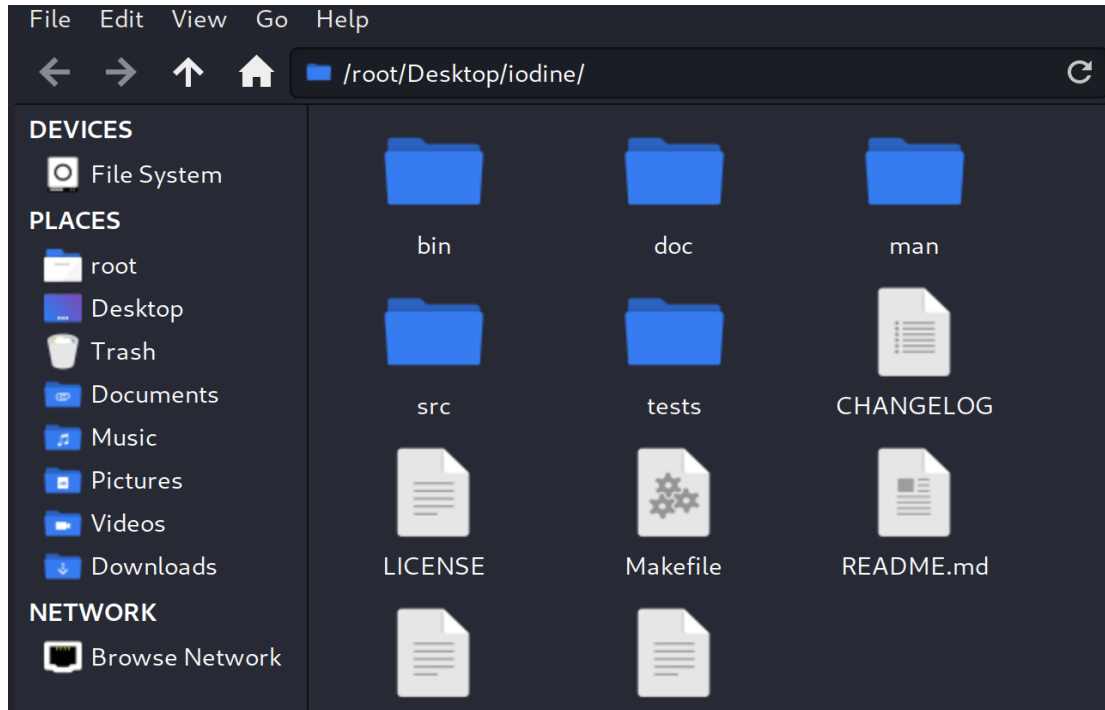 File Edit View Go Help
/root/Desktop/iodine/
DEVICES
File System
PLACES
root
Desktop
Trash
Documents
Music
Pictures
Videos
Downloads
NETWORK
Browse Network
bin doc man
src tests CHANGELOG
LICENSE Makefile README.md